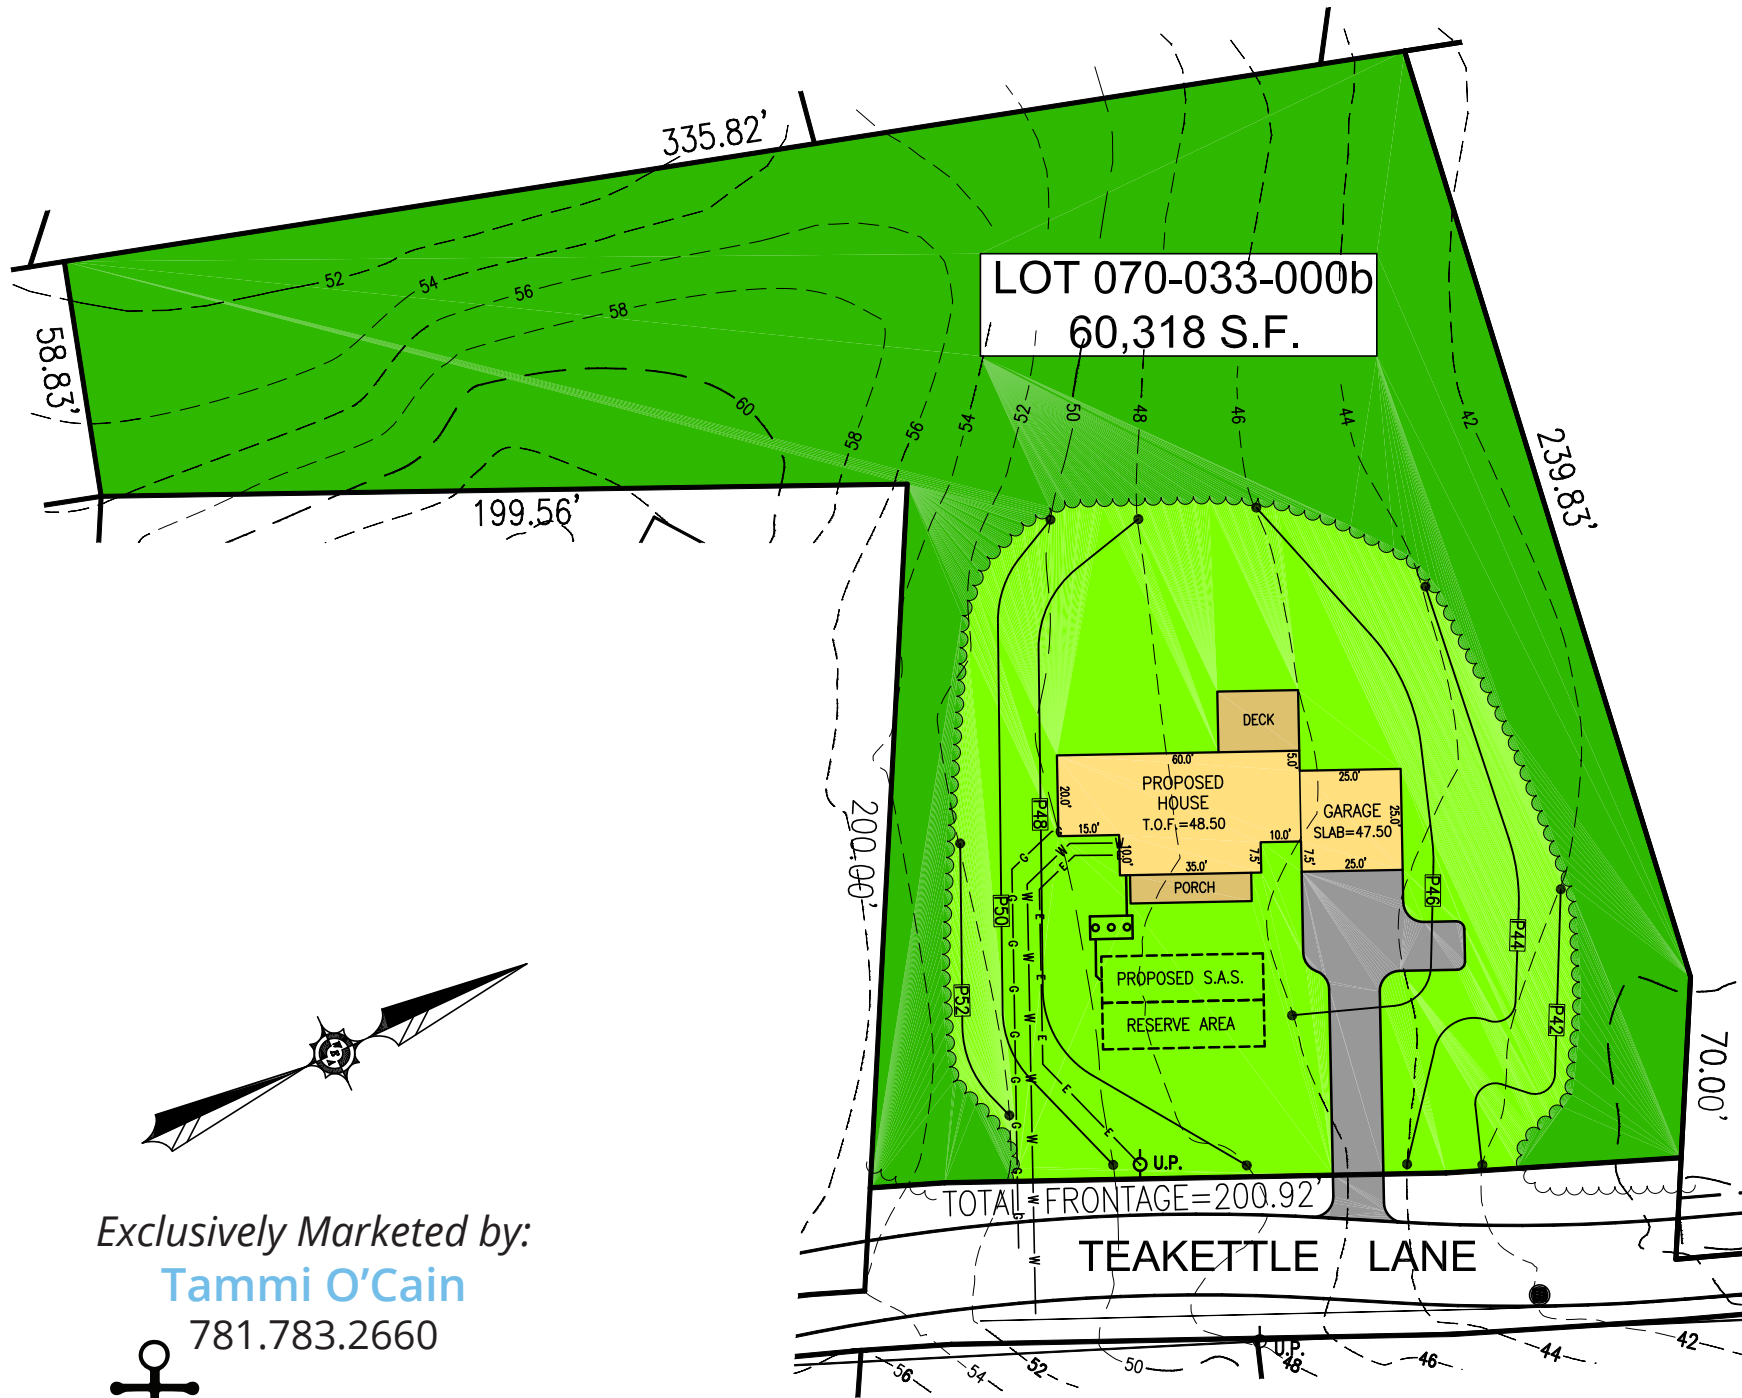 335.82'
LOT 070-033-000b
60,318 S.F.
52
54
56
58
60
58.83'
58
56
54
52
50
48
46
44
42
199.56'
239.83'
200.00'
70.00'
DECK
60.0'
5.0'
25.0'
PROPOSED
HOUSE
T.O.F.=48.50
20.0'
15.0'
10.0'
35.0'
10.0'
7.5'
GARAGE
SLAB=47.50
25.0'
7.5'
25.0'
PORCH
P48
P50
P52
P46
P44
P42
G
W
E
G
G
G
G
G
G
G
W
W
W
W
W
W
W
W
E
E
E
E
E
PROPOSED S.A.S.
RESERVE AREA
U.P.
TOTAL FRONTAGE=200.92'
TEAKETTLE LANE
U.P.
56
54
52
50
48
46
44
42
Exclusively Marketed by:
Tammi O'Cain
781.783.2660